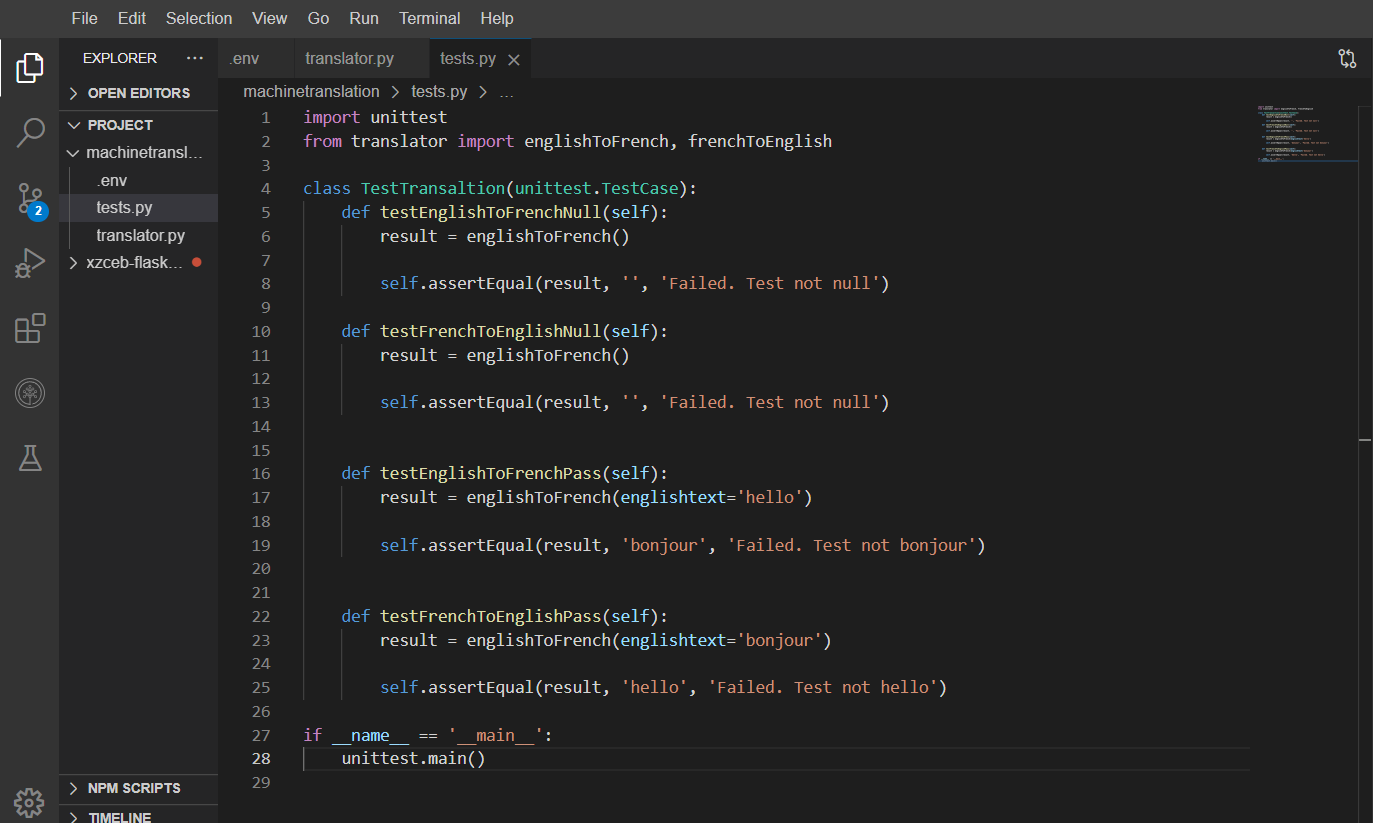 File Edit Selection View Go Run Terminal Help
EXPLORER ...
.env translator.py tests.py
OPEN EDITORS
machinetranslation > tests.py > ...
PROJECT
machinetransl...
.env
tests.py
translator.py
xzceb-flask...
2
NPM SCRIPTS
TIMELINE
1 import unittest
2 from translator import englishToFrench, frenchToEnglish
3
4 class TestTransaltion(unittest.TestCase):
5 def testEnglishToFrenchNull(self):
6 result = englishToFrench()
7
8 self.assertEqual(result, '', 'Failed. Test not null')
9
10 def testFrenchToEnglishNull(self):
11 result = englishToFrench()
12
13 self.assertEqual(result, '', 'Failed. Test not null')
14
15
16 def testEnglishToFrenchPass(self):
17 result = englishToFrench(englishtext='hello')
18
19 self.assertEqual(result, 'bonjour', 'Failed. Test not bonjour')
20
21
22 def testFrenchToEnglishPass(self):
23 result = englishToFrench(englishtext='bonjour')
24
25 self.assertEqual(result, 'hello', 'Failed. Test not hello')
26
27 if __name__ == '__main__':
28 unittest.main()
29